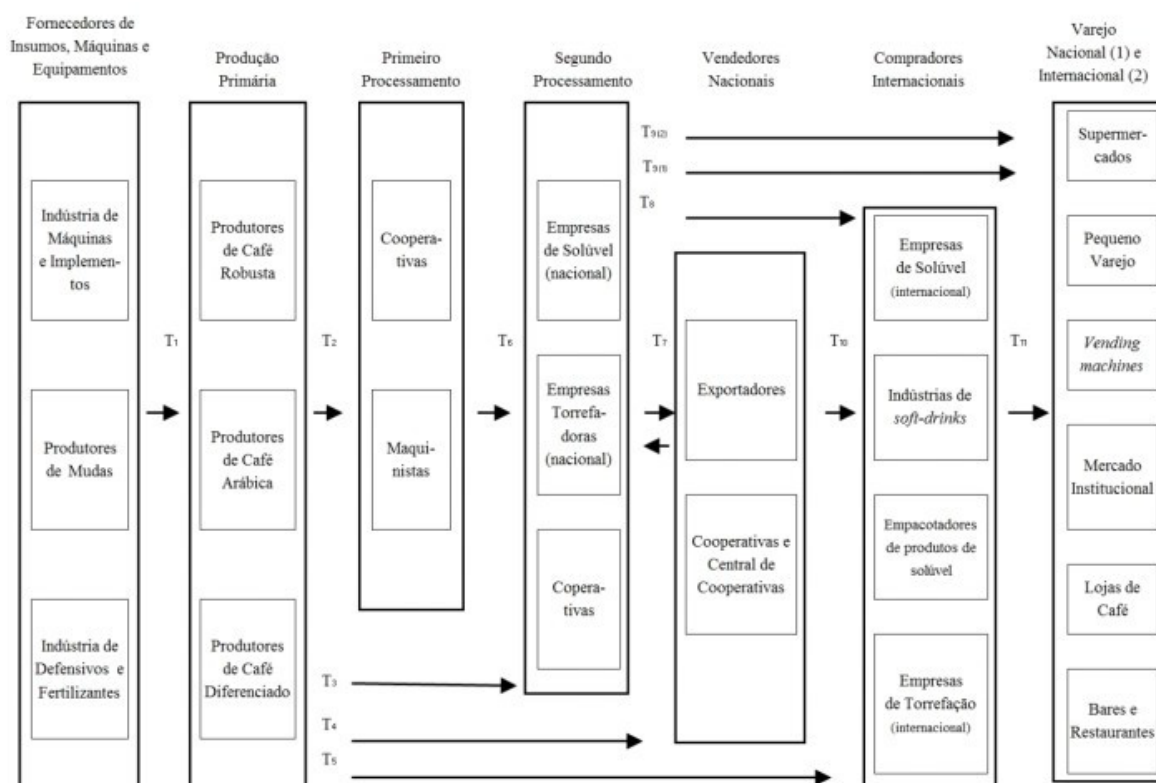 Fornecedores de
Insumos, Máquinas e
Equipamentos
Indústria de
Máquinas
e Implemen-
tos
Produtores
de Mudas
Indústria de
Defensivos e
Fertilizantes
T1
Produção
Primária
Produtores
de Café
Robusta
Produtores
de Café
Arábica
Produtores
de Café
Diferenciado
T2
T3
T4
T5
Primeiro
Processamento
Coopera-
tivas
Maqui-
nistas
T6
Segundo
Processamento
Empresas
de Solúvel
(nacional)
Empresas
Torrefa-
doras
(nacional)
Copera-
tivas
T9(2)
T9(1)
T8
T7
Vendedores
Nacionais
Exportadores
Cooperativas e
Central de
Cooperativas
T10
Compradores
Internacionais
Empresas
de Solúvel
(internacional)
Indústrias de
soft-drinks
Empacotadores
de produtos de
solúvel
Empresas
de Torrefação
(internacional)
T11
Varejo
Nacional (1) e
Internacional (2)
Supermer-
cados
Pequeno
Varejo
Vending
machines
Mercado
Institucional
Lojas de
Café
Bares e
Restaurantes